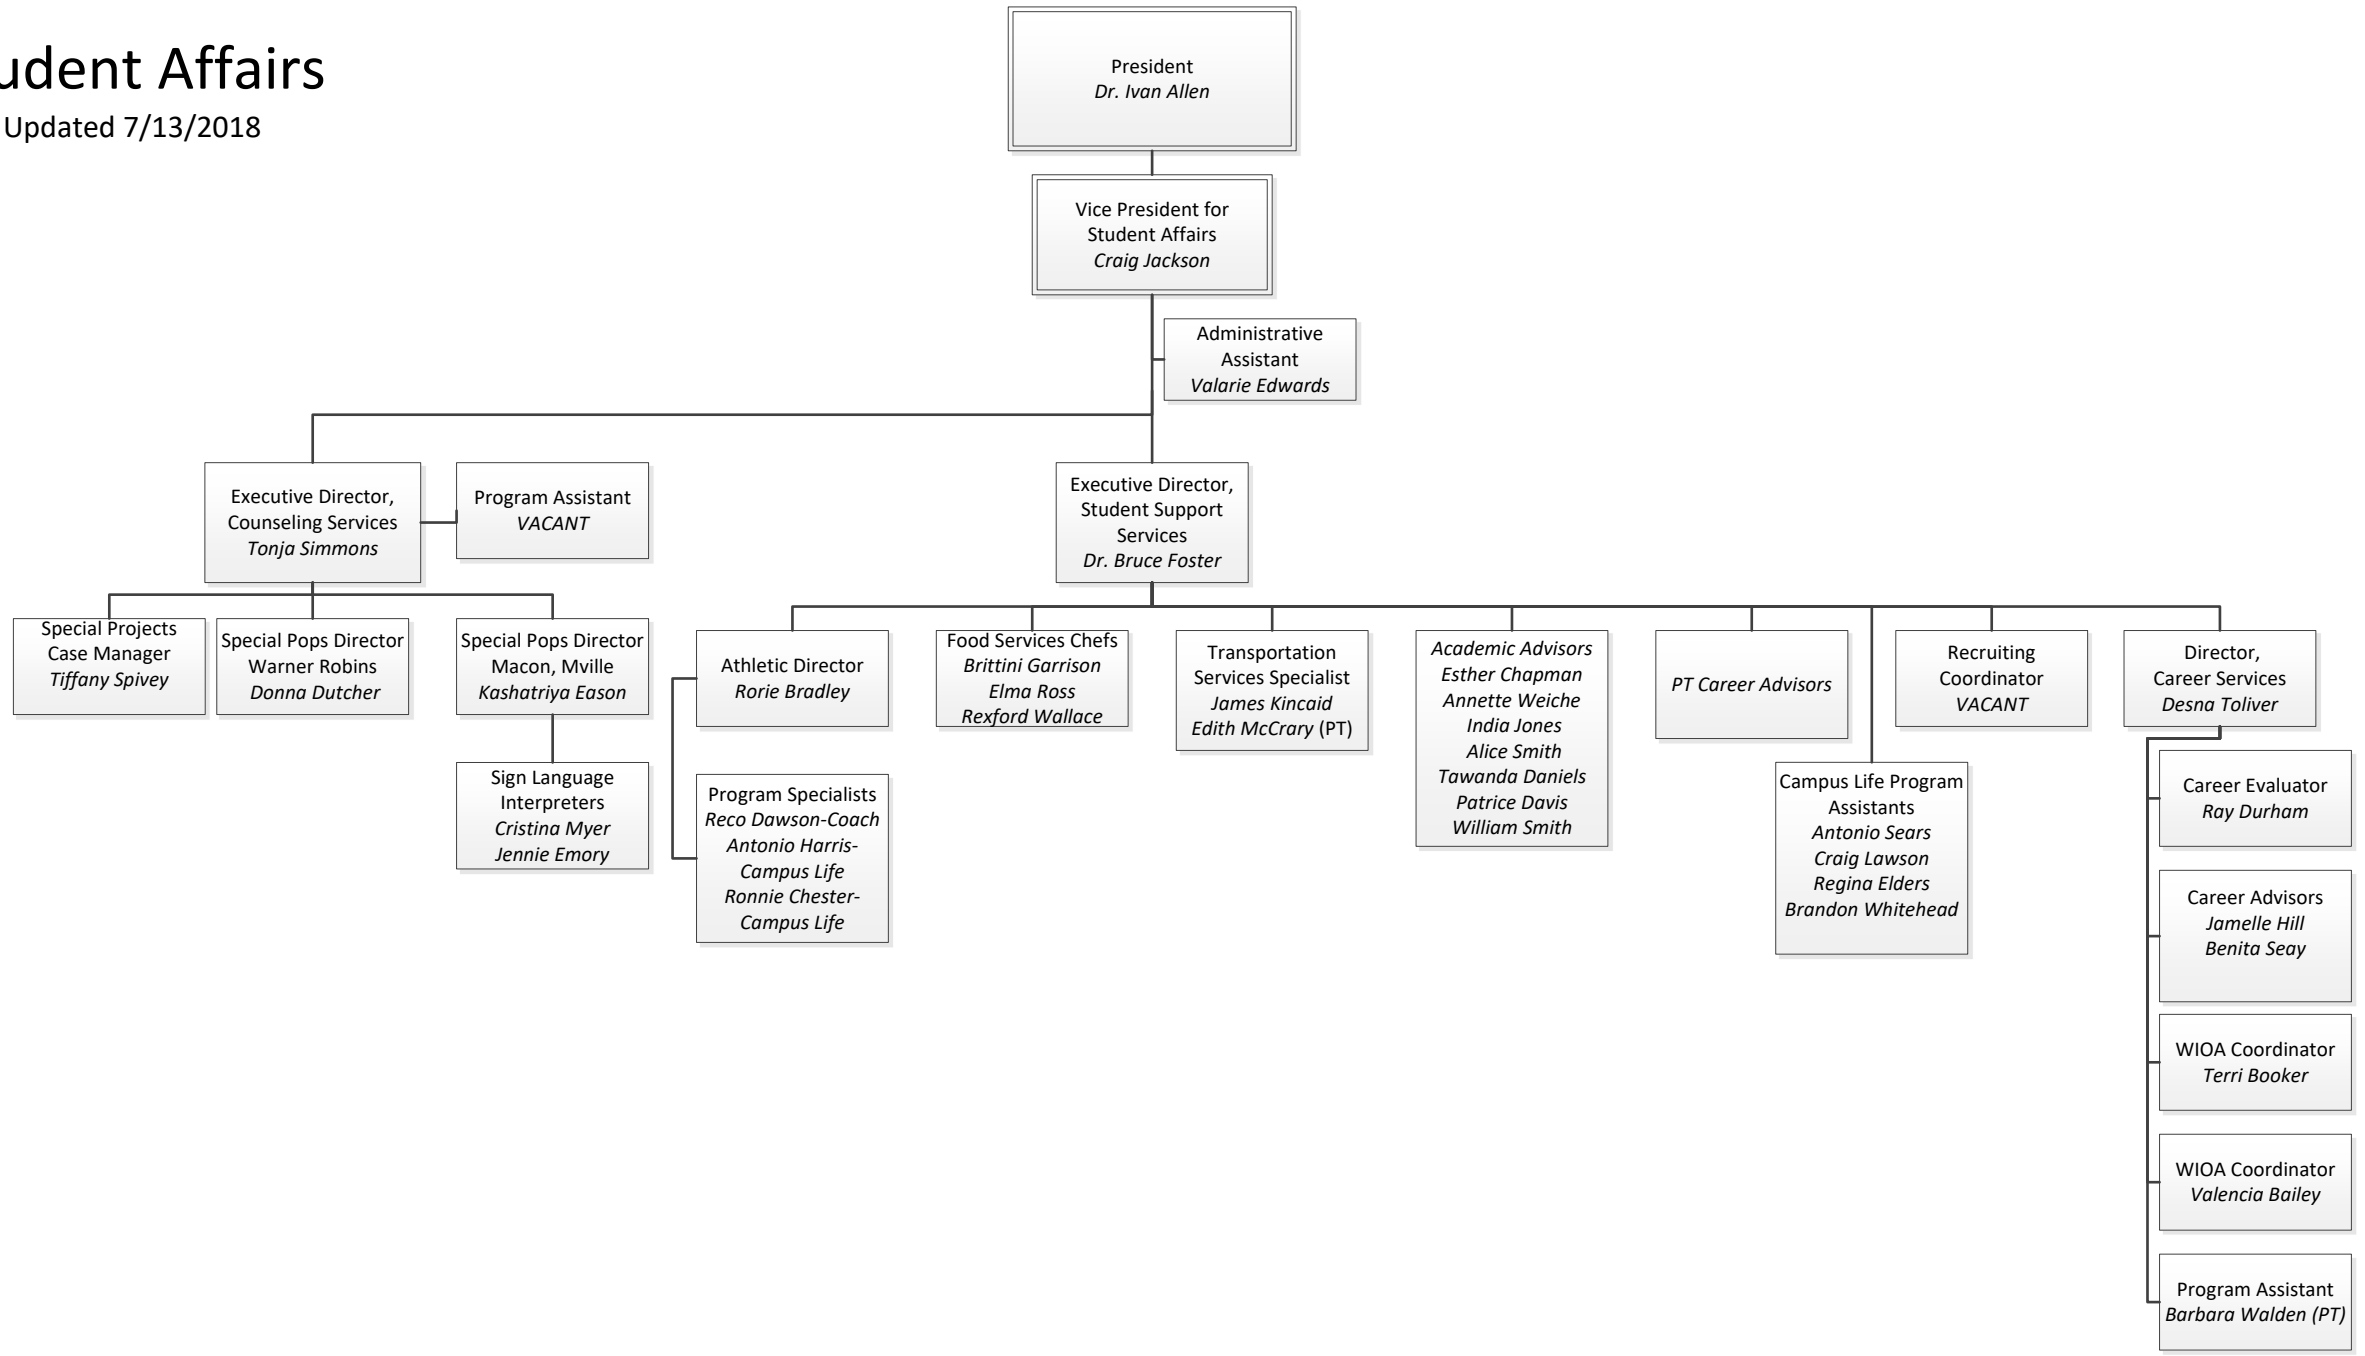 udent Affairs
Updated 7/13/2018
President
Dr. Ivan Allen
Vice President for
Student Affairs
Craig Jackson
Administrative
Assistant
Valarie Edwards
Executive Director,
Counseling Services
Tonja Simmons
Program Assistant
VACANT
Executive Director,
Student Support
Services
Dr. Bruce Foster
Special Projects
Case Manager
Tiffany Spivey
Special Pops Director
Warner Robins
Donna Dutcher
Special Pops Director
Macon, Mville
Kashatriya Eason
Sign Language
Interpreters
Cristina Myer
Jennie Emory
Athletic Director
Rorie Bradley
Program Specialists
Reco Dawson-Coach
Antonio Harris-
Campus Life
Ronnie Chester-
Campus Life
Food Services Chefs
Brittini Garrison
Elma Ross
Rexford Wallace
Transportation
Services Specialist
James Kincaid
Edith McCrary (PT)
Academic Advisors
Esther Chapman
Annette Weiche
India Jones
Alice Smith
Tawanda Daniels
Patrice Davis
William Smith
PT Career Advisors
Campus Life Program
Assistants
Antonio Sears
Craig Lawson
Regina Elders
Brandon Whitehead
Recruiting
Coordinator
VACANT
Director,
Career Services
Desna Toliver
Career Evaluator
Ray Durham
Career Advisors
Jamelle Hill
Benita Seay
WIOA Coordinator
Terri Booker
WIOA Coordinator
Valencia Bailey
Program Assistant
Barbara Walden (PT)